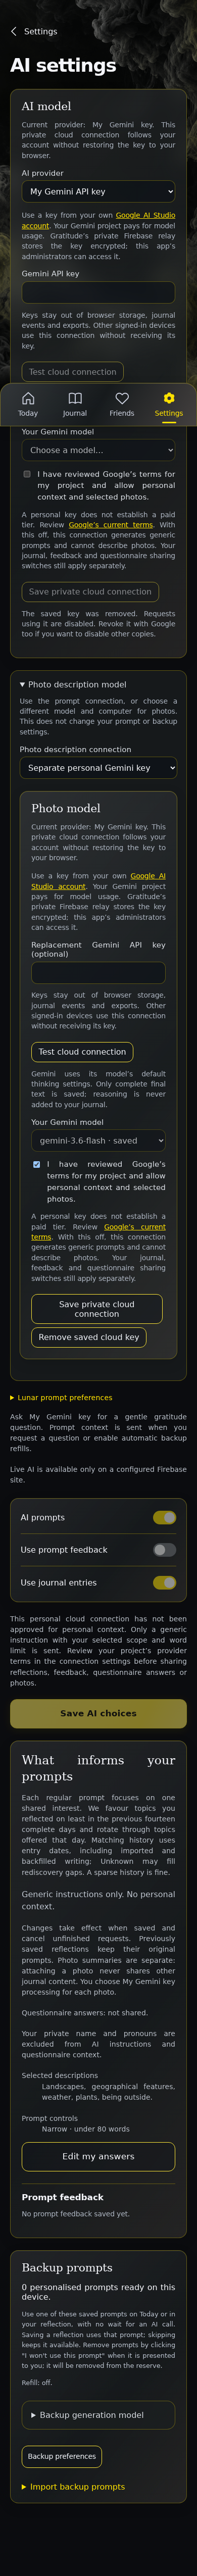 Settings
AI settings
AI model
Current provider: My Gemini key. This
private cloud connection follows your
account without restoring the key to your
browser.
AI provider
My Gemini API key
Use a key from your own Google AI Studio
account. Your Gemini project pays for model
usage. Gratitude's private Firebase relay
stores the key encrypted; this app's
administrators can access it.
Gemini API key
Keys stay out of browser storage, journal
events and exports. Other signed-in devices
use this connection without receiving its
key.
Test cloud connection
Today
Journal
Friends
Settings
Your Gemini model
Choose a model...
I have reviewed Google's terms for
my project and allow personal
context and selected photos.
A personal key does not establish a paid
tier. Review Google's current terms. With
this off, this connection generates generic
prompts and cannot describe photos. Your
journal, feedback and questionnaire sharing
switches still apply separately.
Save private cloud connection
The saved key was removed. Requests
using it are disabled. Revoke it with Google
too if you want to disable other copies.
Photo description model
Use the prompt connection, or choose a
different model and computer for photos.
This does not change your prompt or backup
settings.
Photo description connection
Separate personal Gemini key
Photo model
Current provider: My Gemini key. This
private cloud connection follows your
account without restoring the key to
your browser.
Use a key from your own Google AI
Studio account. Your Gemini project
pays for model usage. Gratitude's
private Firebase relay stores the key
encrypted; this app's administrators
can access it.
Replacement Gemini API key
(optional)
Keys stay out of browser storage,
journal events and exports. Other
signed-in devices use this connection
without receiving its key.
Test cloud connection
Gemini uses its model's default
thinking settings. Only complete final
text is saved; reasoning is never
added to your journal.
Your Gemini model
gemini-3.6-flash · saved
I have reviewed Google's
terms for my project and allow
personal context and selected
photos.
A personal key does not establish a
paid tier. Review Google's current
terms. With this off, this connection
generates generic prompts and cannot
describe photos. Your journal,
feedback and questionnaire sharing
switches still apply separately.
Save private cloud
connection
Remove saved cloud key
Lunar prompt preferences
Ask My Gemini key for a gentle gratitude
question. Prompt context is sent when you
request a question or enable automatic backup
refills.
Live AI is available only on a configured Firebase
site.
AI prompts
Use prompt feedback
Use journal entries
This personal cloud connection has not been
approved for personal context. Only a generic
instruction with your selected scope and word
limit is sent. Review your project's provider
terms in the connection settings before sharing
reflections, feedback, questionnaire answers or
photos.
Save AI choices
What informs your
prompts
Each regular prompt focuses on one
shared interest. We favour topics you
reflected on least in the previous fourteen
complete days and rotate through topics
offered that day. Matching history uses
entry dates, including imported and
backfilled writing; Unknown may fill
rediscovery gaps. A sparse history is fine.
Generic instructions only. No personal
context.
Changes take effect when saved and
cancel unfinished requests. Previously
saved reflections keep their original
prompts. Photo summaries are separate:
attaching a photo never shares other
journal content. You choose My Gemini key
processing for each photo.
Questionnaire answers: not shared.
Your private name and pronouns are
excluded from AI instructions and
questionnaire context.
Selected descriptions
Landscapes, geographical features,
weather, plants, being outside.
Prompt controls
Narrow · under 80 words
Edit my answers
Prompt feedback
No prompt feedback saved yet.
Backup prompts
0 personalised prompts ready on this
device.
Use one of these saved prompts on Today or in
your reflection, with no wait for an AI call.
Saving a reflection uses that prompt; skipping
keeps it available. Remove prompts by clicking
"I won't use this prompt" when it is presented
to you; it will be removed from the reserve.
Refill: off.
Backup generation model
Backup preferences
Import backup prompts